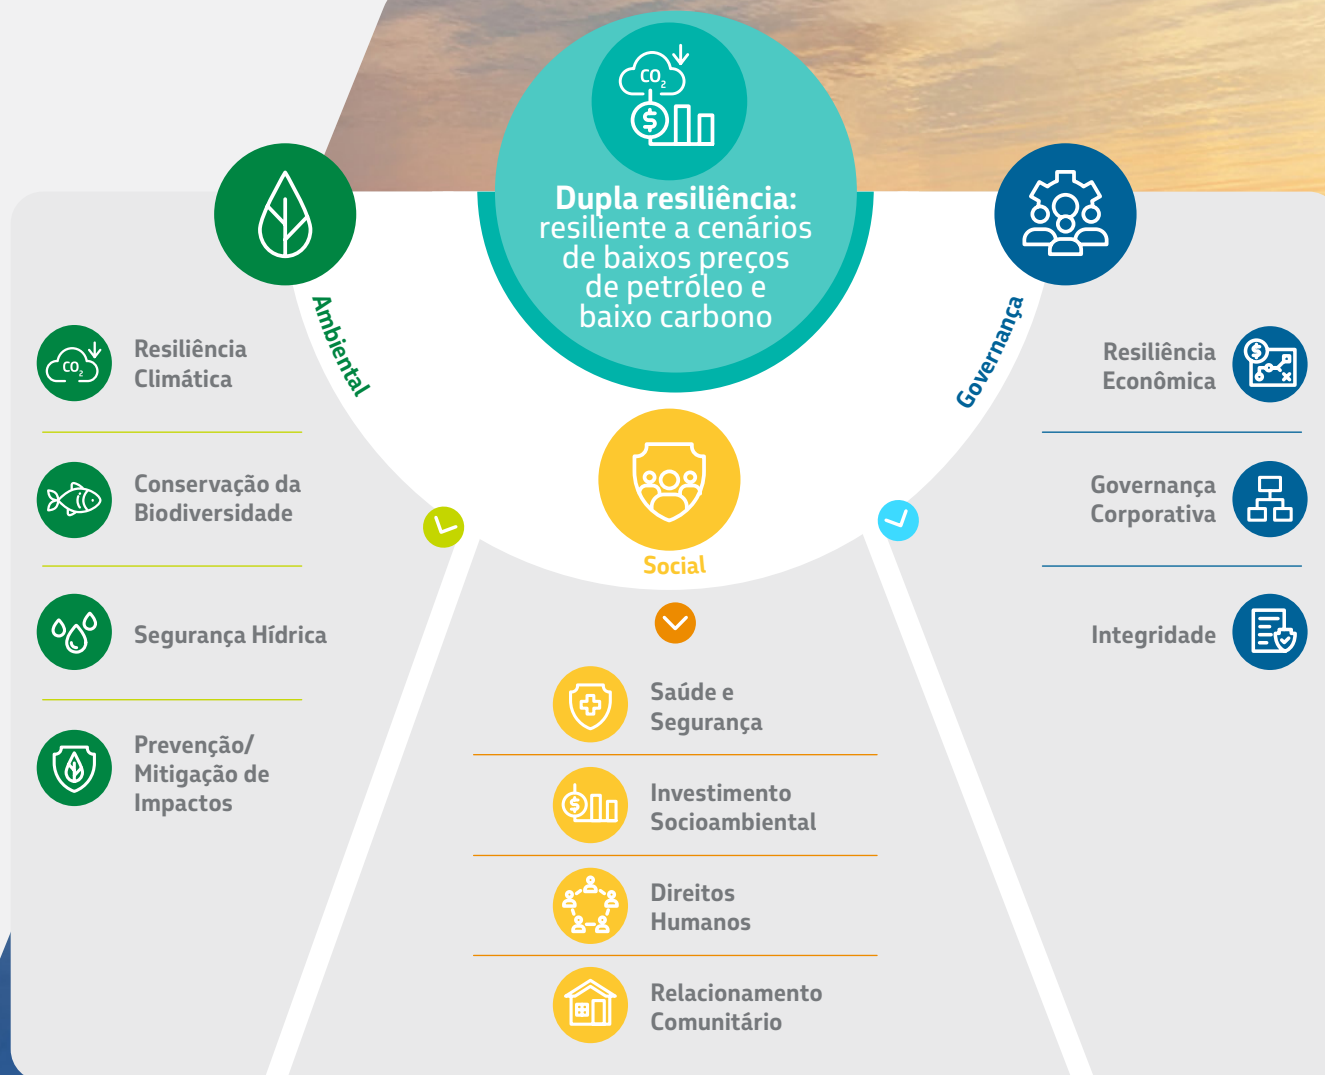 CO₂
$
Dupla resiliência:
resiliente a cenários
de baixos preços
de petróleo e
baixo carbono
Ambiental
CO₂
Resiliência
Climática
Conservação da
Biodiversidade
Segurança Hídrica
Prevenção/
Mitigação de
Impactos
Social
Saúde e
Segurança
$
Investimento
Socioambiental
Direitos
Humanos
Relacionamento
Comunitário
Governança
Resiliência
Econômica
$
Governança
Corporativa
Integridade